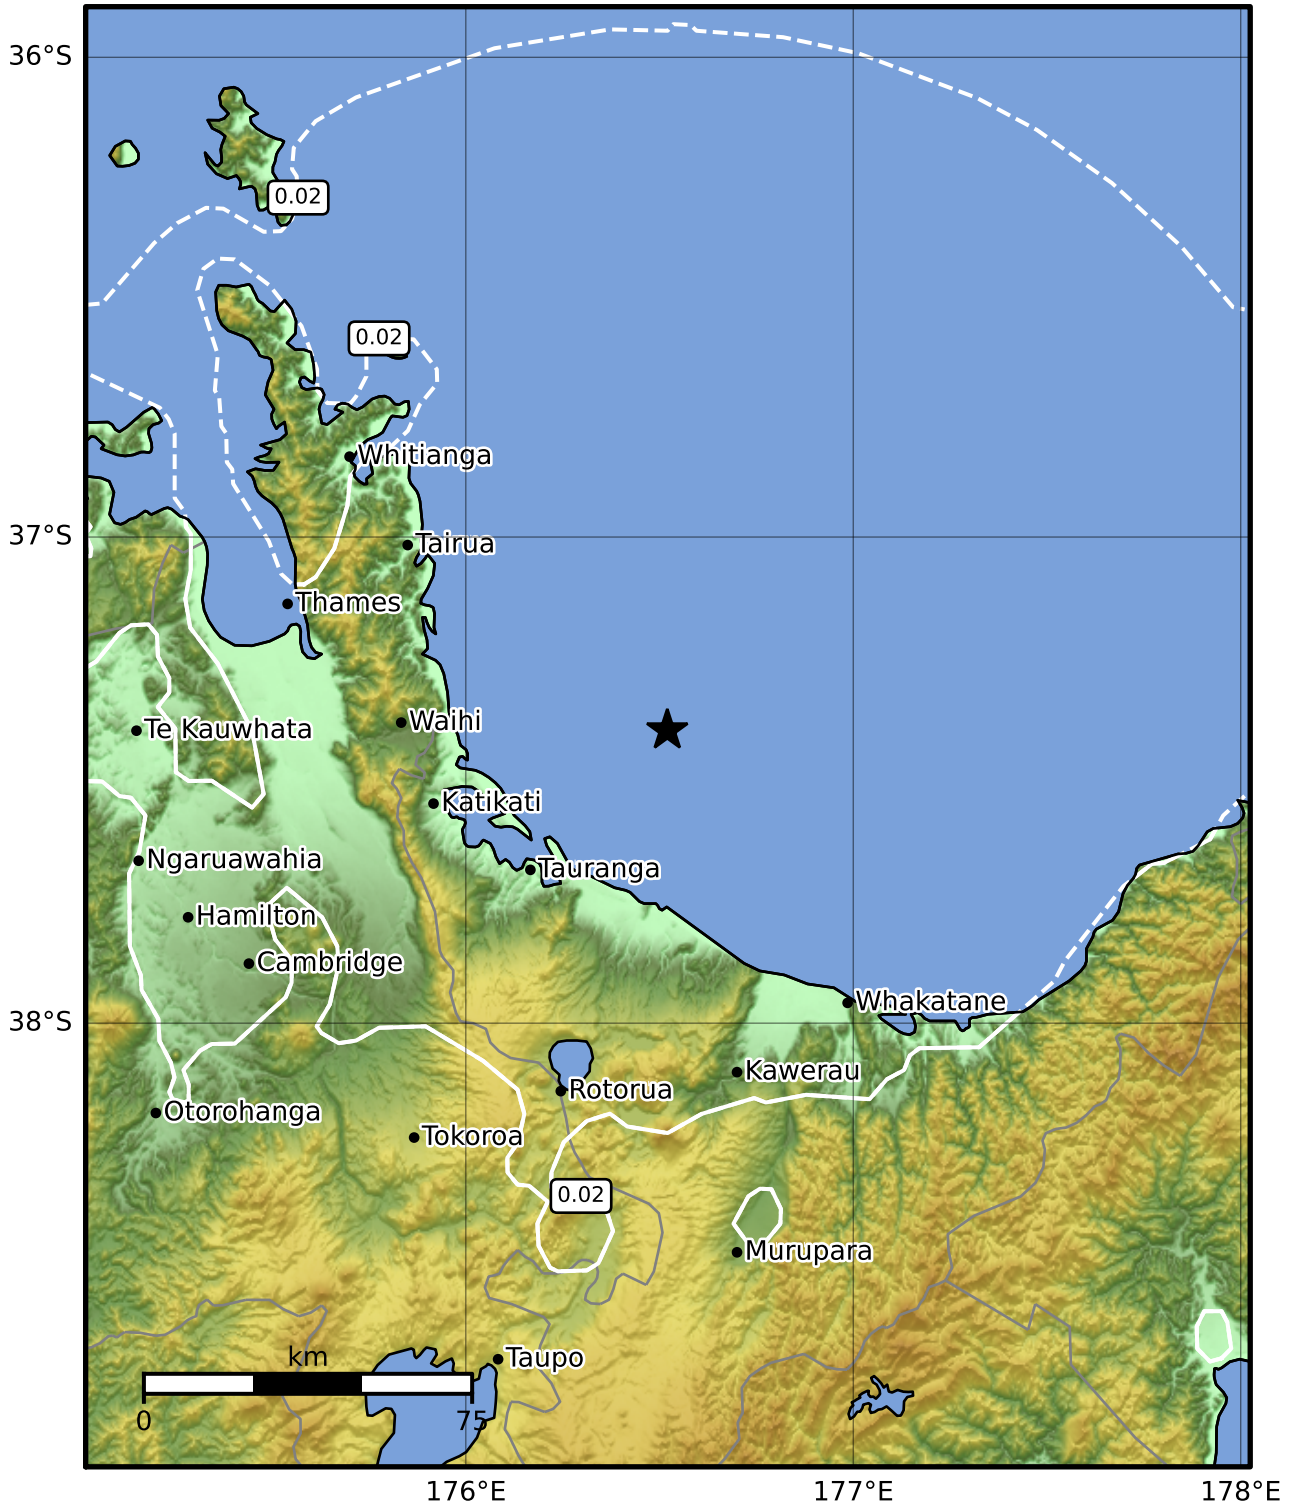 36°S
0.02
0.02
Whitianga
37°S
Tairua
Thames
Waihi
Te Kauwhata
Katikati
Ngaruawahia
Tauranga
Hamilton
Cambridge
Whakatane
38°S
Kawerau
Rotorua
Otorohanga
Tokoroa
0.02
Murupara
km
Taupo
0 75
176°E 177°E 178°E